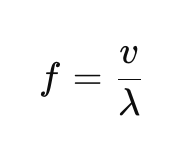 f = v/λ